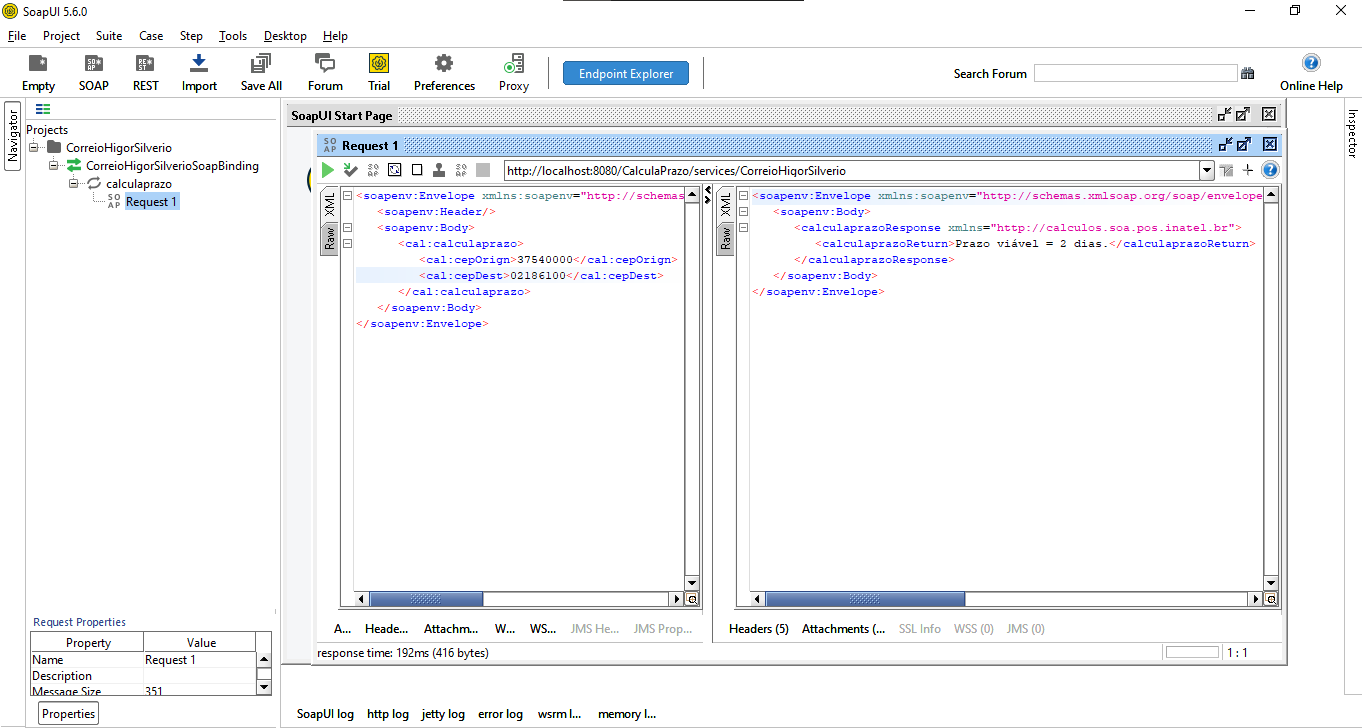 SoapUI 5.6.0
File Project Suite Case Step Tools Desktop Help
Empty SOAP REST Import Save All Forum Trial Preferences Proxy Endpoint Explorer Search Forum Online Help
Navigator
Projects
CorreioHigorSilverio
CorreioHigorSilverioSoapBinding
calculaprazo
SO AP Request 1
Request Properties
Property Value
Name Request 1
Description
Message Size 351
Properties
SoapUI Start Page
SO AP Request 1
http://localhost:8080/CalculaPrazo/services/CorreioHigorSilverio
XML
Raw
<soapenv:Envelope xmlns:soapenv="http://schemas
<soapenv:Header/>
<soapenv:Body>
<cal:calculaprazo>
<cal:cepOrign>37540000</cal:cepOrign>
<cal:cepDest>02186100</cal:cepDest>
</cal:calculaprazo>
</soapenv:Body>
</soapenv:Envelope>
A... Heade... Attachm... W... WS... JMS He... JMS Prop...
XML
Raw
<soapenv:Envelope xmlns:soapenv="http://schemas.xmlsoap.org/soap/envelope
<soapenv:Body>
<calculaprazoResponse xmlns="http://calculos.soa.pos.inatel.br">
<calculaprazoReturn>Prazo viável = 2 dias.</calculaprazoReturn>
</calculaprazoResponse>
</soapenv:Body>
</soapenv:Envelope>
Headers (5) Attachments (... SSL Info WSS (0) JMS (0)
response time: 192ms (416 bytes)
1 : 1
Inspector
SoapUI log http log jetty log error log wsrm l... memory l...